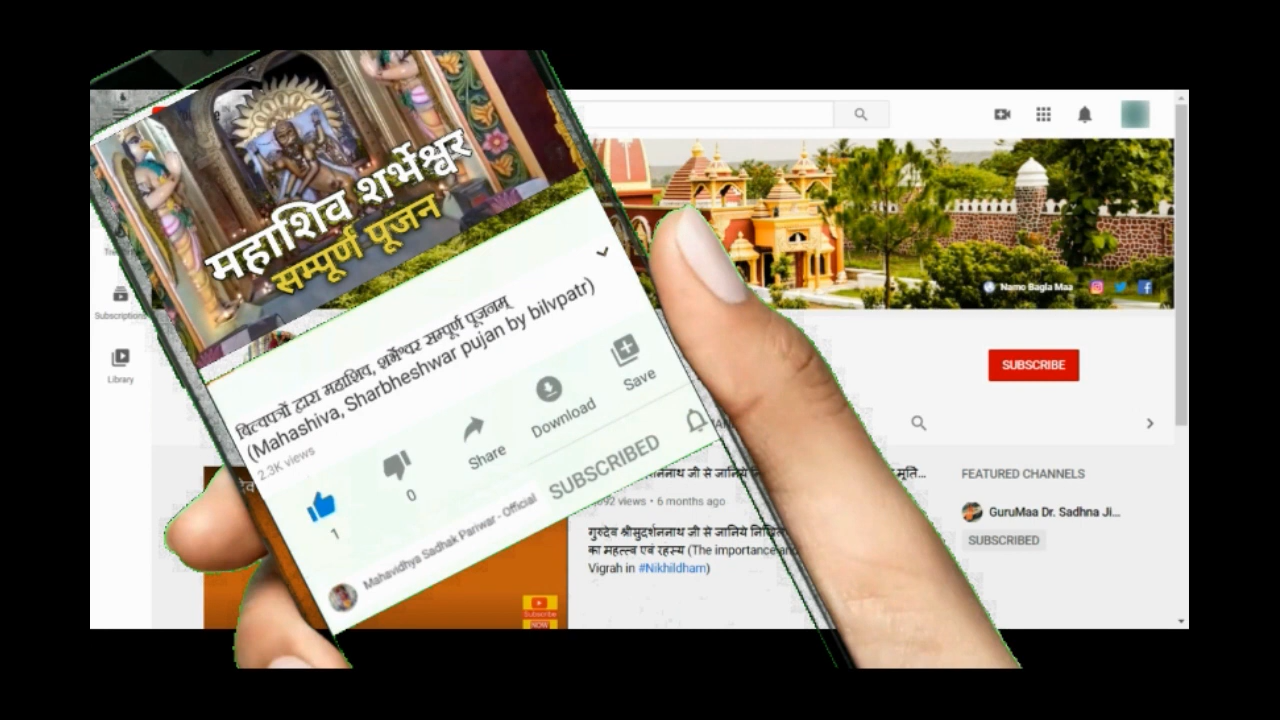 महाशिव शर्भेश्वर
सम्पूर्ण पूजन
बिल्वपत्रों द्वारा महाशिव, शर्मेश्वर सम्पूर्ण पूजनम्
(Mahashiva, Sharbheshwar pujan by bilvpatr)
2.3K views
1
0
Share
Download
Save
Mahavidhya Sadhak Pariwar - Official
SUBSCRIBED
Subscriptions
Library
Namo Bagla Maa
SUBSCRIBE
जी से जानिये
views • 6 months ago
गुरुदेव श्रीसुदर्शननाथ जी से जानिये
का महत्त्व एवं रहस्य (The importance
Vigrah in #Nikhildham)
FEATURED CHANNELS
GuruMaa Dr. Sadhna Ji...
SUBSCRIBED
Subscribe
NOW